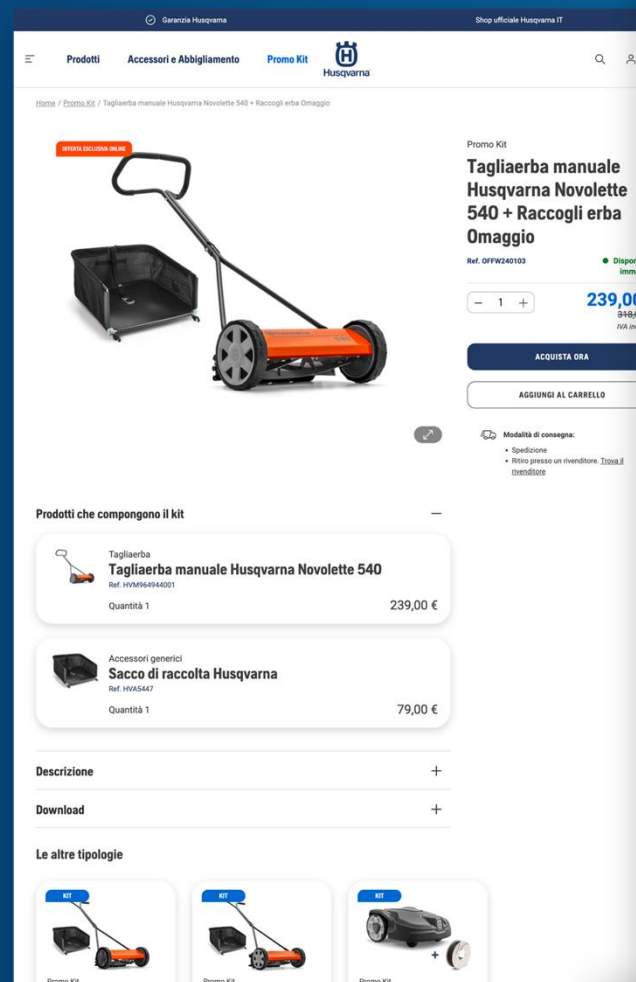 Garanzia Husqvarna
Shop ufficiale Husqvarna IT
Prodotti
Accessori e Abbigliamento
Promo Kit
Husqvarna
Home / Promo Kit / Tagliaerba manuale Husqvarna Novolette 540 + Raccogli erba Omaggio
OFFERTA ESCLUSIVA ONLINE
Promo Kit
Tagliaerba manuale
Husqvarna Novolette
540 + Raccogli erba
Omaggio
Ref. OFFW240103
- 1 +
239,00
IVA
ACQUISTA ORA
AGGIUNGI AL CARRELLO
Modalità di consegna:
• Spedizione
• Ritiro presso un rivenditore. Trova il
rivenditore
Prodotti che compongono il kit
Tagliaerba
Tagliaerba manuale Husqvarna Novolette 540
Ref. HVM964944001
Quantità 1
239,00 €
Accessori generici
Sacco di raccolta Husqvarna
Ref. HVA5447
Quantità 1
79,00 €
Descrizione
Download
Le altre tipologie
KIT
KIT
KIT
Promo Kit
Promo Kit
Promo Kit